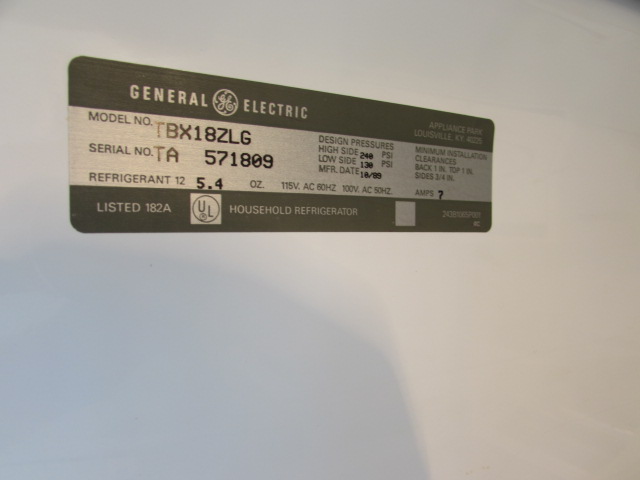 GENERAL GE ELECTRIC
APPLIANCE PARK
LOUISVILLE, KY. 40225
MODEL NO. TBX18ZLG
SERIAL NO. TA 571809
REFRIGERANT 12 5.4 OZ. 115V. AC 60HZ 100V. AC 50HZ.
DESIGN PRESSURES
HIGH SIDE 240 PSI
LOW SIDE 130 PSI
MFR. DATE 10/89
MINIMUM INSTALLATION
CLEARANCES
BACK 1 IN. TOP 1 IN.
SIDES 3/4 IN.
AMPS 7
LISTED 182A UL HOUSEHOLD REFRIGERATOR